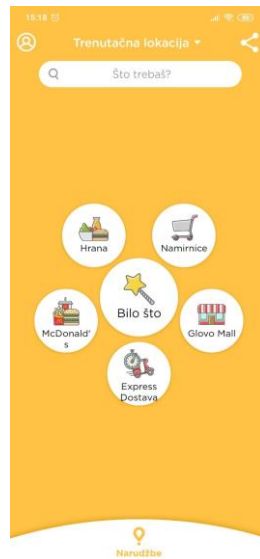 15:18
Trenutačna lokacija
Što trebaš?
Hrana
Namirnice
Bilo što
McDonald'
s
Glovo Mall
Express
Dostava
Narudžbe